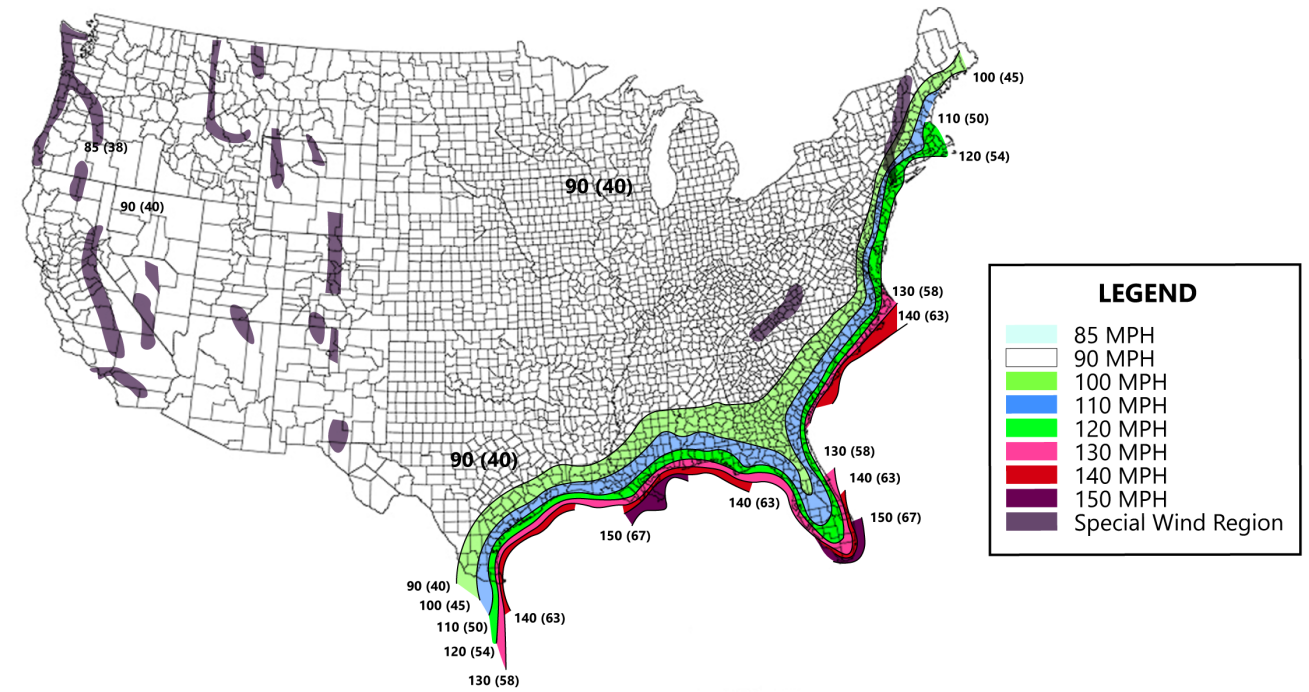 100 (45)
110 (50)
85 (38)
120 (54)
90 (40)
90 (40)
130 (58)
140 (63)
LEGEND
85 MPH
90 MPH
100 MPH
110 MPH
120 MPH
130 MPH
140 MPH
150 MPH
Special Wind Region
130 (58)
90 (40)
140 (63)
140 (63)
150 (67)
150 (67)
90 (40)
100 (45)
140 (63)
110 (50)
120 (54)
130 (58)